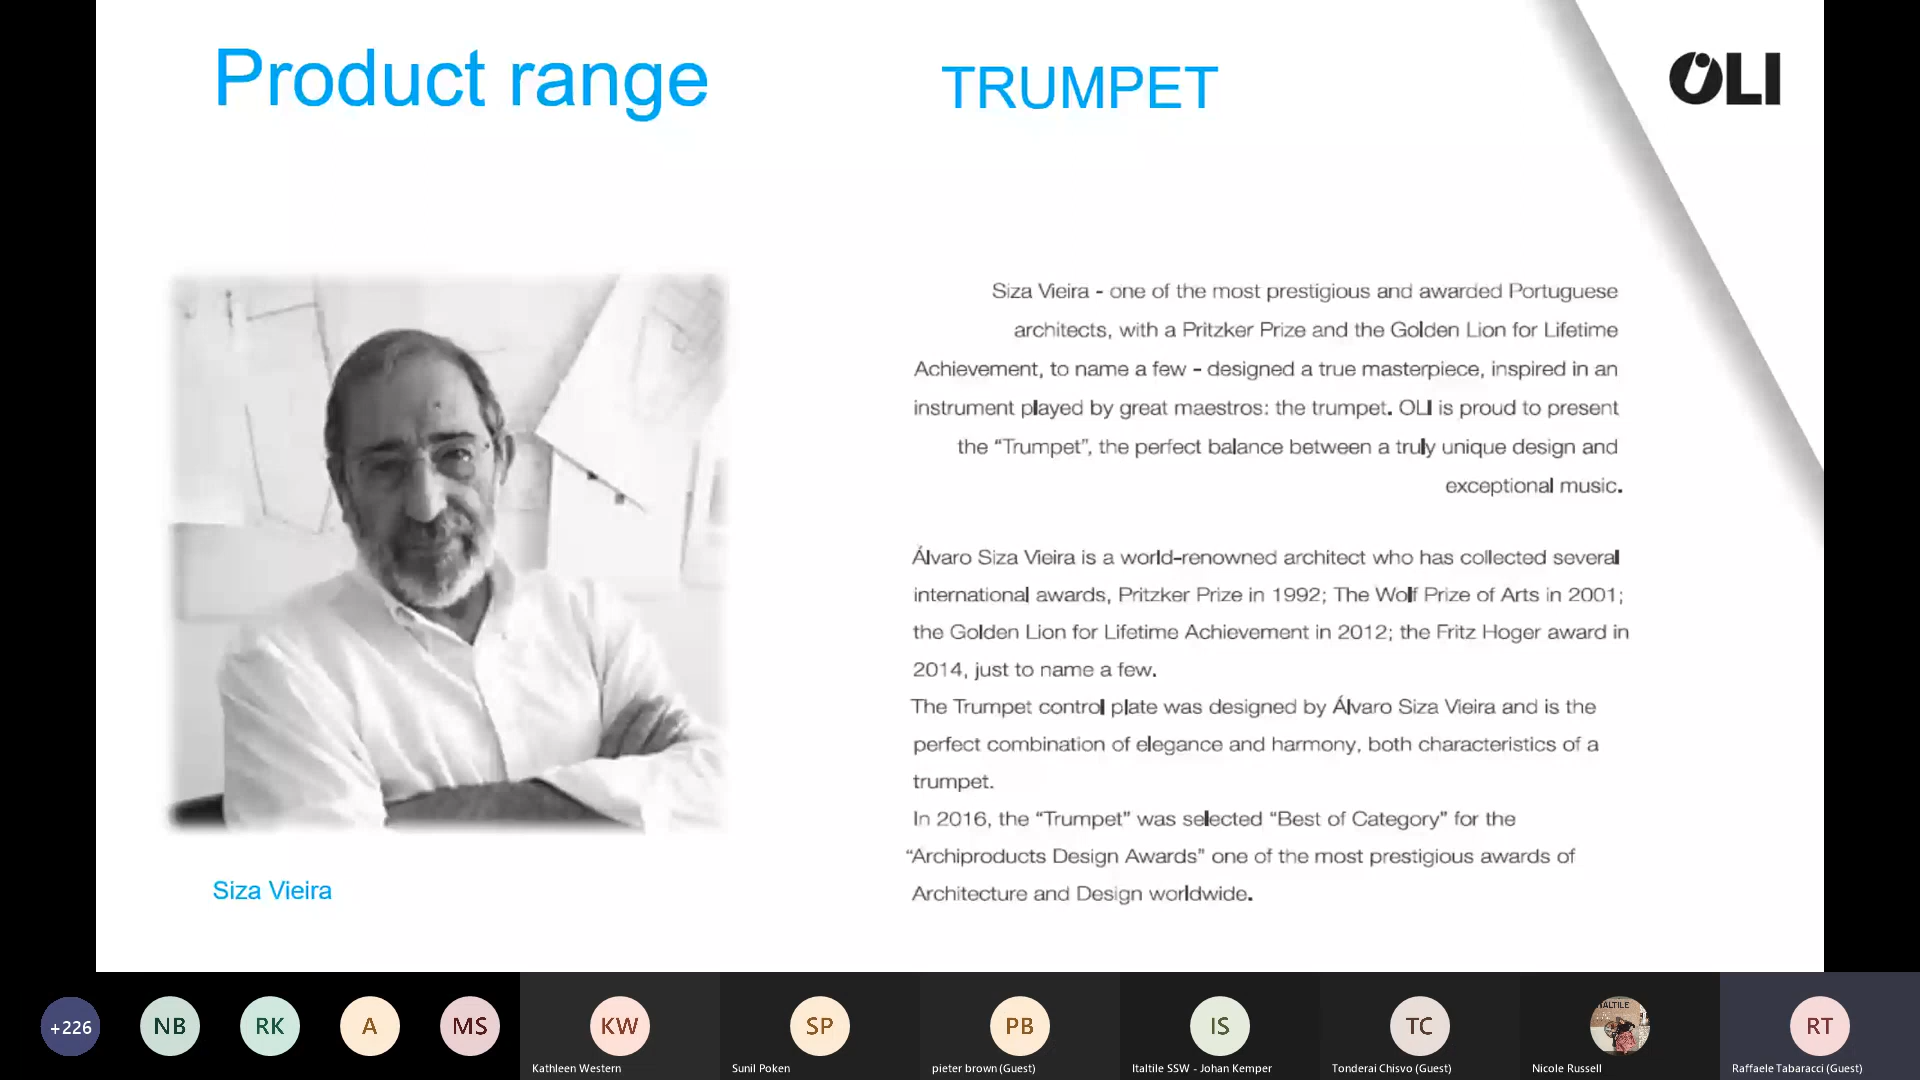 Product range
TRUMPET
OLI
Siza Vieira - one of the most prestigious and awarded Portuguese
architects, with a Pritzker Prize and the Golden Lion for Lifetime
Achievement, to name a few - designed a true masterpiece, inspired in an
instrument played by great maestros: the trumpet. OLI is proud to present
the “Trumpet”, the perfect balance between a truly unique design and
exceptional music.
Álvaro Siza Vieira is a world-renowned architect who has collected several
international awards, Pritzker Prize in 1992; The Wolf Prize of Arts in 2001;
the Golden Lion for Lifetime Achievement in 2012; the Fritz Hoger award in
2014, just to name a few.
The Trumpet control plate was designed by Álvaro Siza Vieira and is the
perfect combination of elegance and harmony, both characteristics of a
trumpet.
In 2016, the “Trumpet” was selected “Best of Category” for the
“Archiproducts Design Awards” one of the most prestigious awards of
Architecture and Design worldwide.
Siza Vieira
+226
NB
RK
A
MS
KW
SP
PB
IS
TC
RT
Kathleen Western
Sunil Poken
pieter brown (Guest)
Italtile SSW - Johan Kemper
Tonderai Chisvo (Guest)
Nicole Russell
Raffaele Tabaracci (Guest)